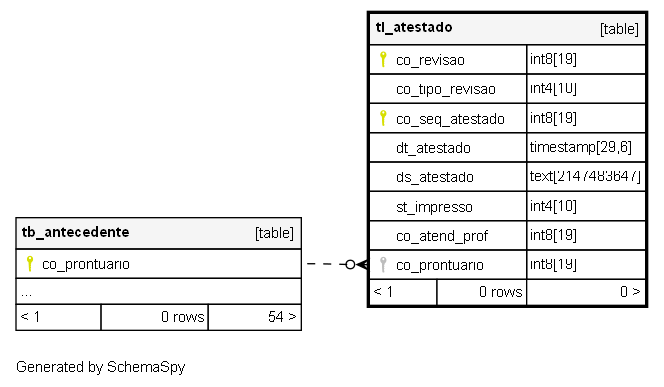 tl_atestado [table]
co_revisao int8[19]
co_tipo_revisao int4[10]
co_seq_atestado int8[19]
dt_atestado timestamp[29,6]
ds_atestado text[2147483647]
st_impresso int4[10]
co_atend_prof int8[19]
co_prontuario int8[19]
< 1 0 rows 0 >
tb_antecedente [table]
co_prontuario
...
< 1 0 rows 54 >
Generated by SchemaSpy